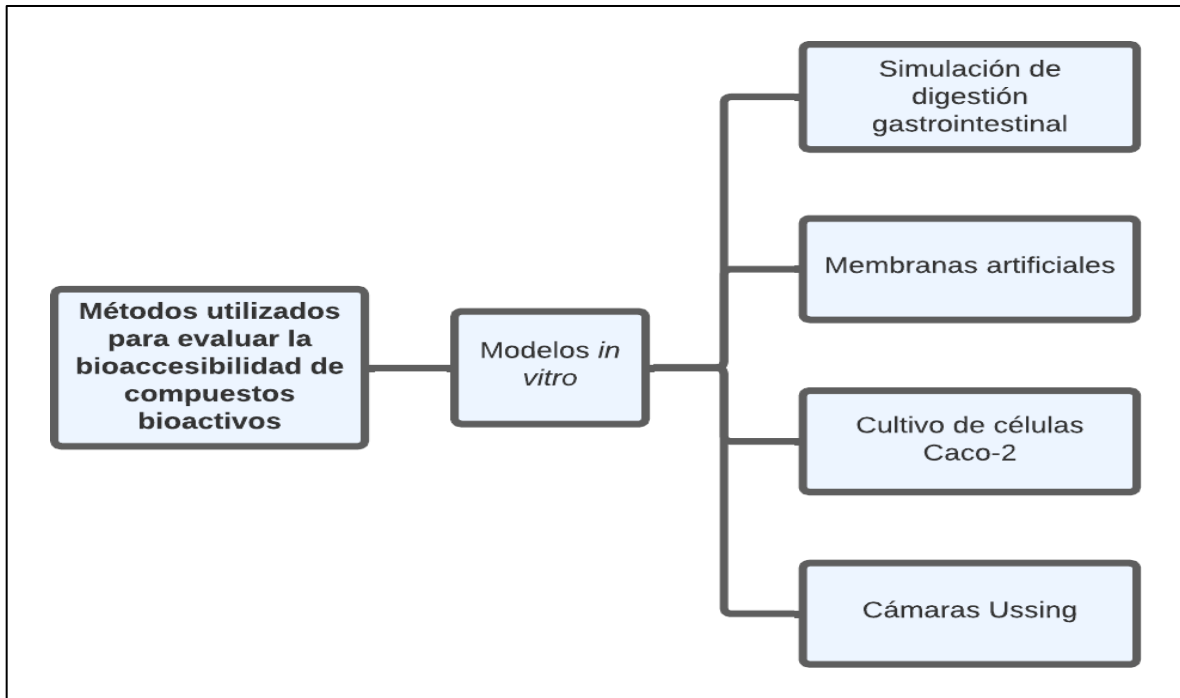 Métodos utilizados
para evaluar la
bioaccesibilidad de
compuestos
bioactivos
Modelos in
vitro
Simulación de
digestión
gastrointestinal
Membranas artificiales
Cultivo de células
Caco-2
Cámaras Ussing